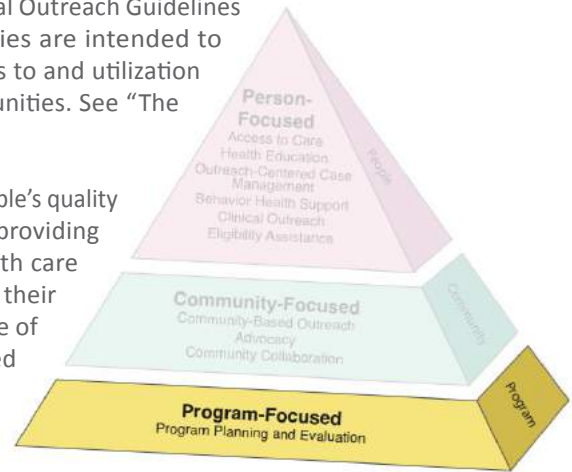 al Outreach Guidelines
ies are intended to
s to and utilization
unities. See “The
ple’s quality
providing
th care
their
e of
ed
Person-
Focused
Access to Care
Health Education
Outreach-Centered Case
Management
Behavior Health Support
Clinical Outreach
Eligibility Assistance
People
Community-Focused
Community-Based Outreach
Advocacy
Community Collaboration
Community
Program-Focused
Program Planning and Evaluation
Program